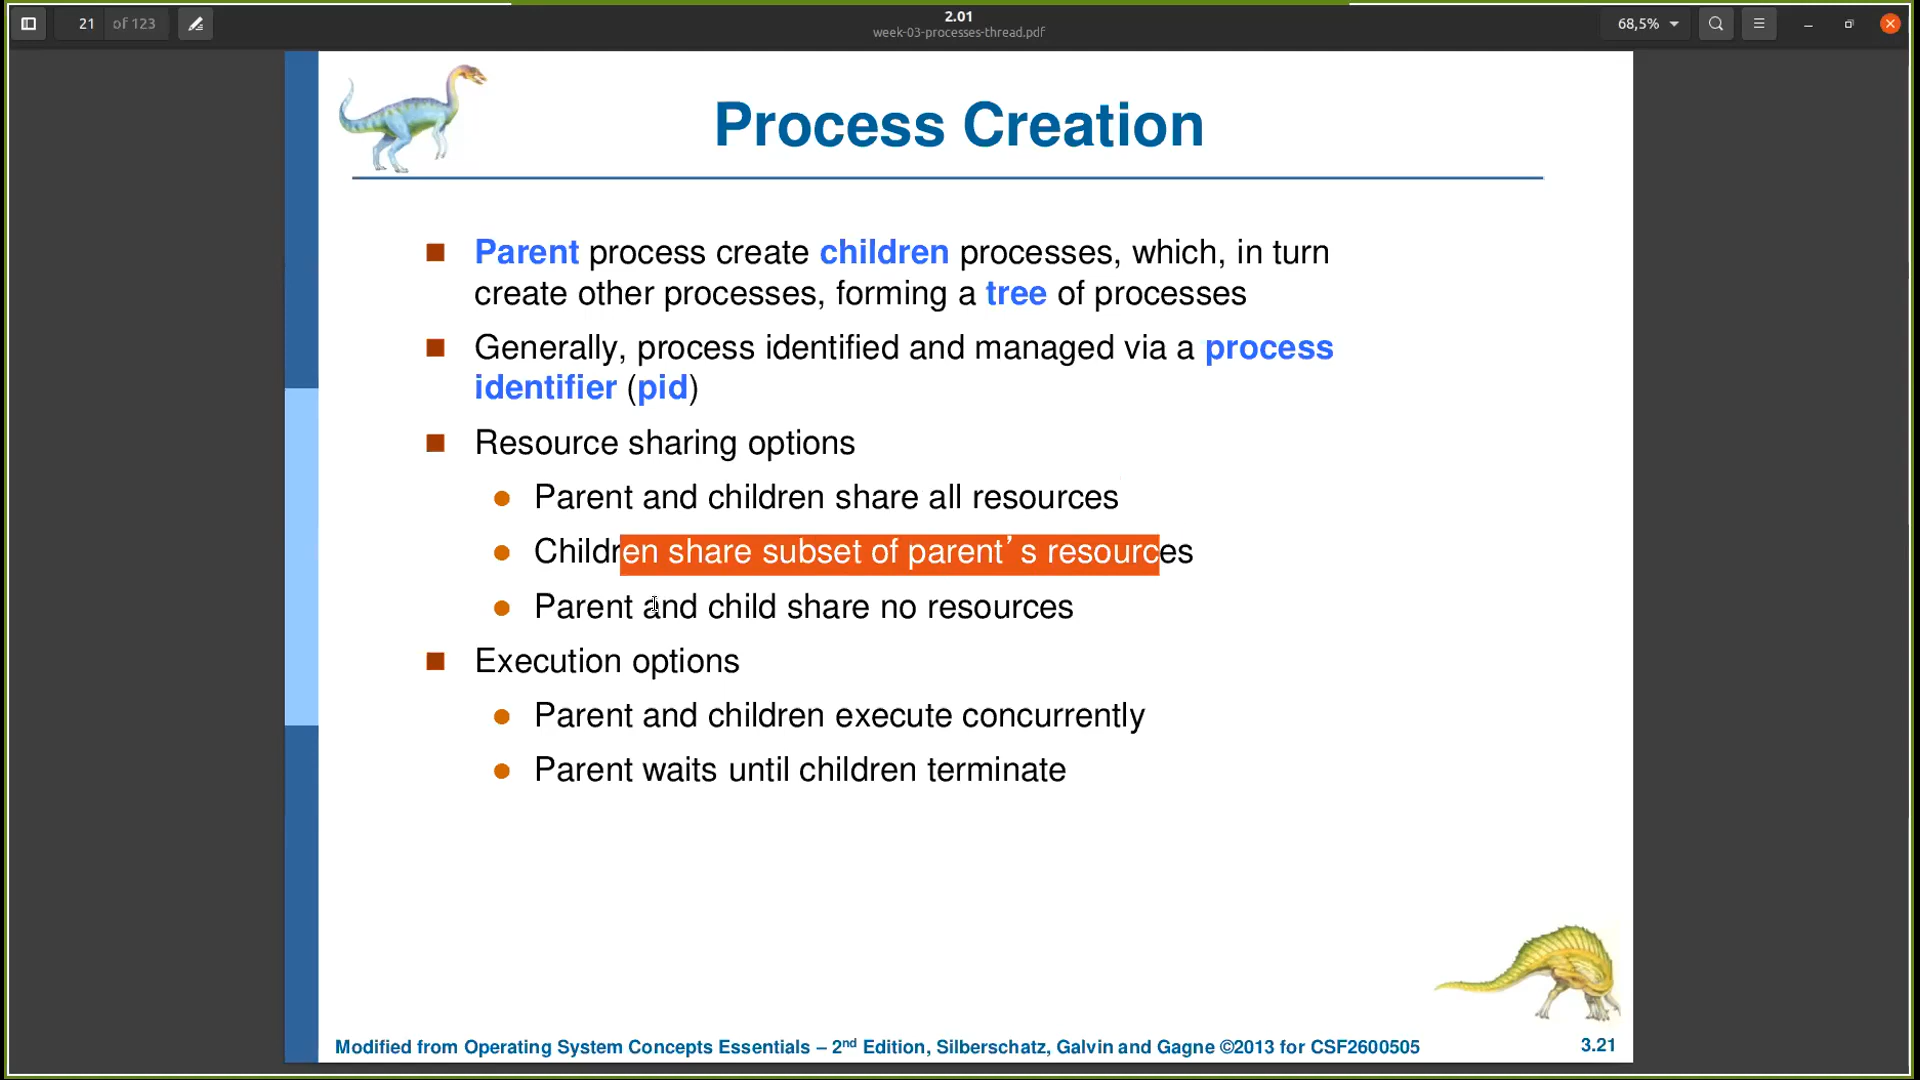 21 of 123
2.01
week-03-processes-thread.pdf
68,5%
Process Creation
Parent process create children processes, which, in turn
create other processes, forming a tree of processes
Generally, process identified and managed via a process
identifier (pid)
Resource sharing options
Parent and children share all resources
Children share subset of parent’s resources
Parent and child share no resources
Execution options
Parent and children execute concurrently
Parent waits until children terminate
Modified from Operating System Concepts Essentials – 2nd Edition, Silberschatz, Galvin and Gagne ©2013 for CSF2600505
3.21